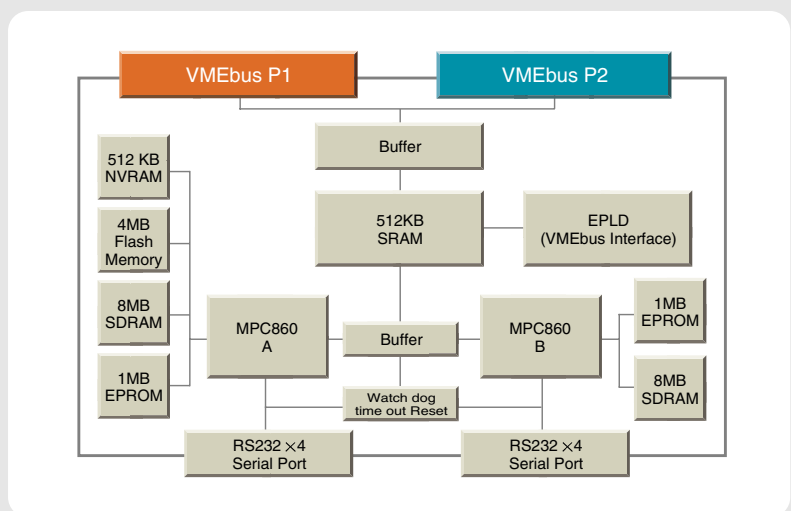 VMEbus P1
VMEbus P2
Buffer
512 KB
NVRAM
512KB
SRAM
EPLD
(VMEbus Interface)
4MB
Flash
Memory
8MB
SDRAM
MPC860
A
Buffer
MPC860
B
1MB
EPROM
1MB
EPROM
8MB
SDRAM
Watch dog
time out Reset
RS232 ×4
Serial Port
RS232 ×4
Serial Port